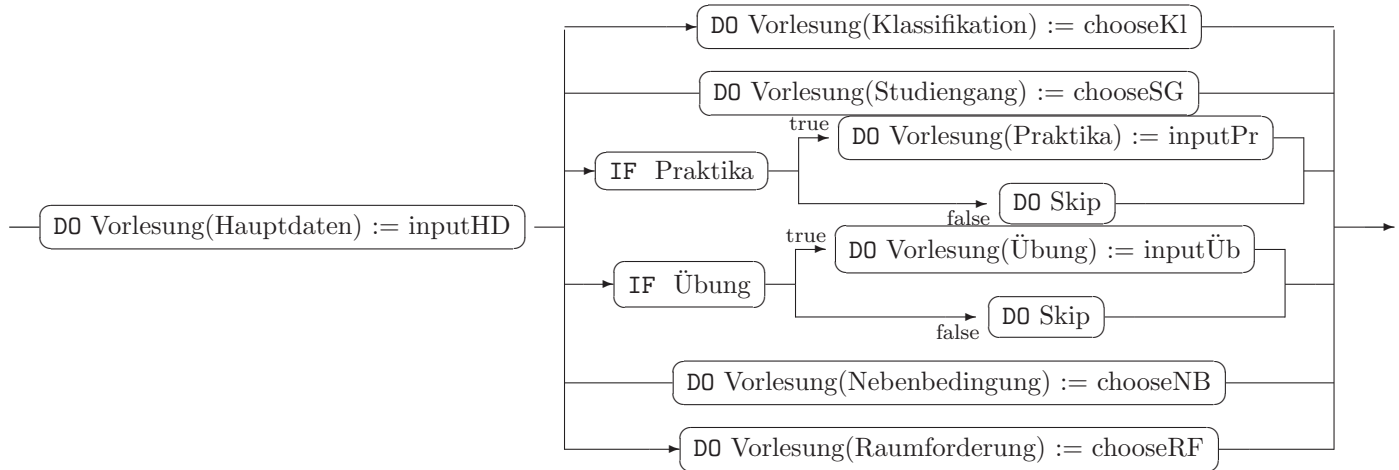 DO Vorlesung(Klassifikation) := chooseKl
DO Vorlesung(Studiengang) := chooseSG
true
DO Vorlesung(Praktika) := inputPr
IF Praktika
false
DO Skip
DO Vorlesung(Hauptdaten) := inputHD
true
DO Vorlesung(Übung) := inputÜb
IF Übung
false
DO Skip
DO Vorlesung(Nebenbedingung) := chooseNB
DO Vorlesung(Raumforderung) := chooseRF